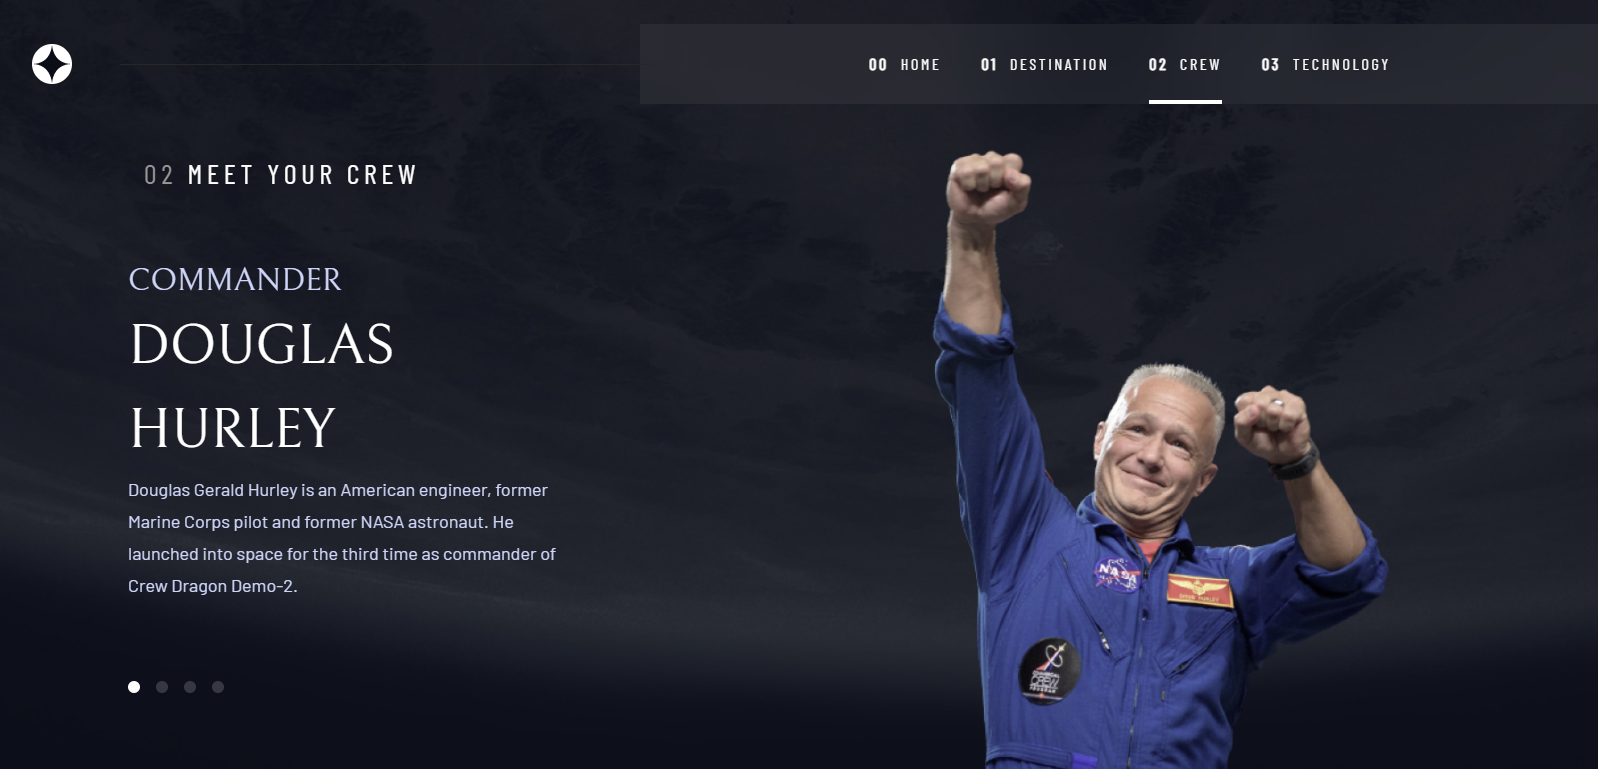 00 HOME 01 DESTINATION 02 CREW 03 TECHNOLOGY
02 MEET YOUR CREW
COMMANDER
DOUGLAS
HURLEY
Douglas Gerald Hurley is an American engineer, former
Marine Corps pilot and former NASA astronaut. He
launched into space for the third time as commander of
Crew Dragon Demo-2.
NASA
CREW